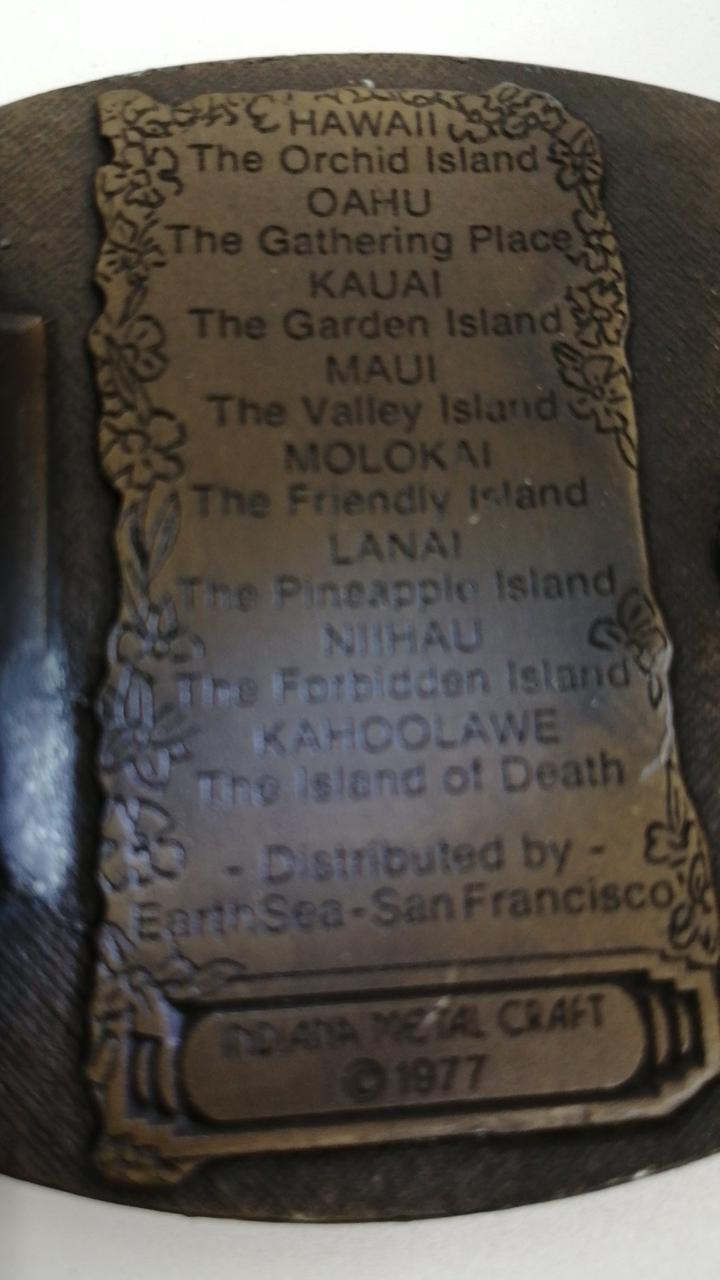 HAWAII
The Orchid Island
OAHU
The Gathering Place
KAUAI
The Garden Island
MAUI
The Valley Island
MOLOKAI
The Friendly Island
LANAI
The Pineapple Island
NIIHAU
The Forbidden Island
KAHOOLAWE
The Island of Death
- Distributed by -
EarthSea-San Francisco
INDIANA METAL CRAFT
©1977